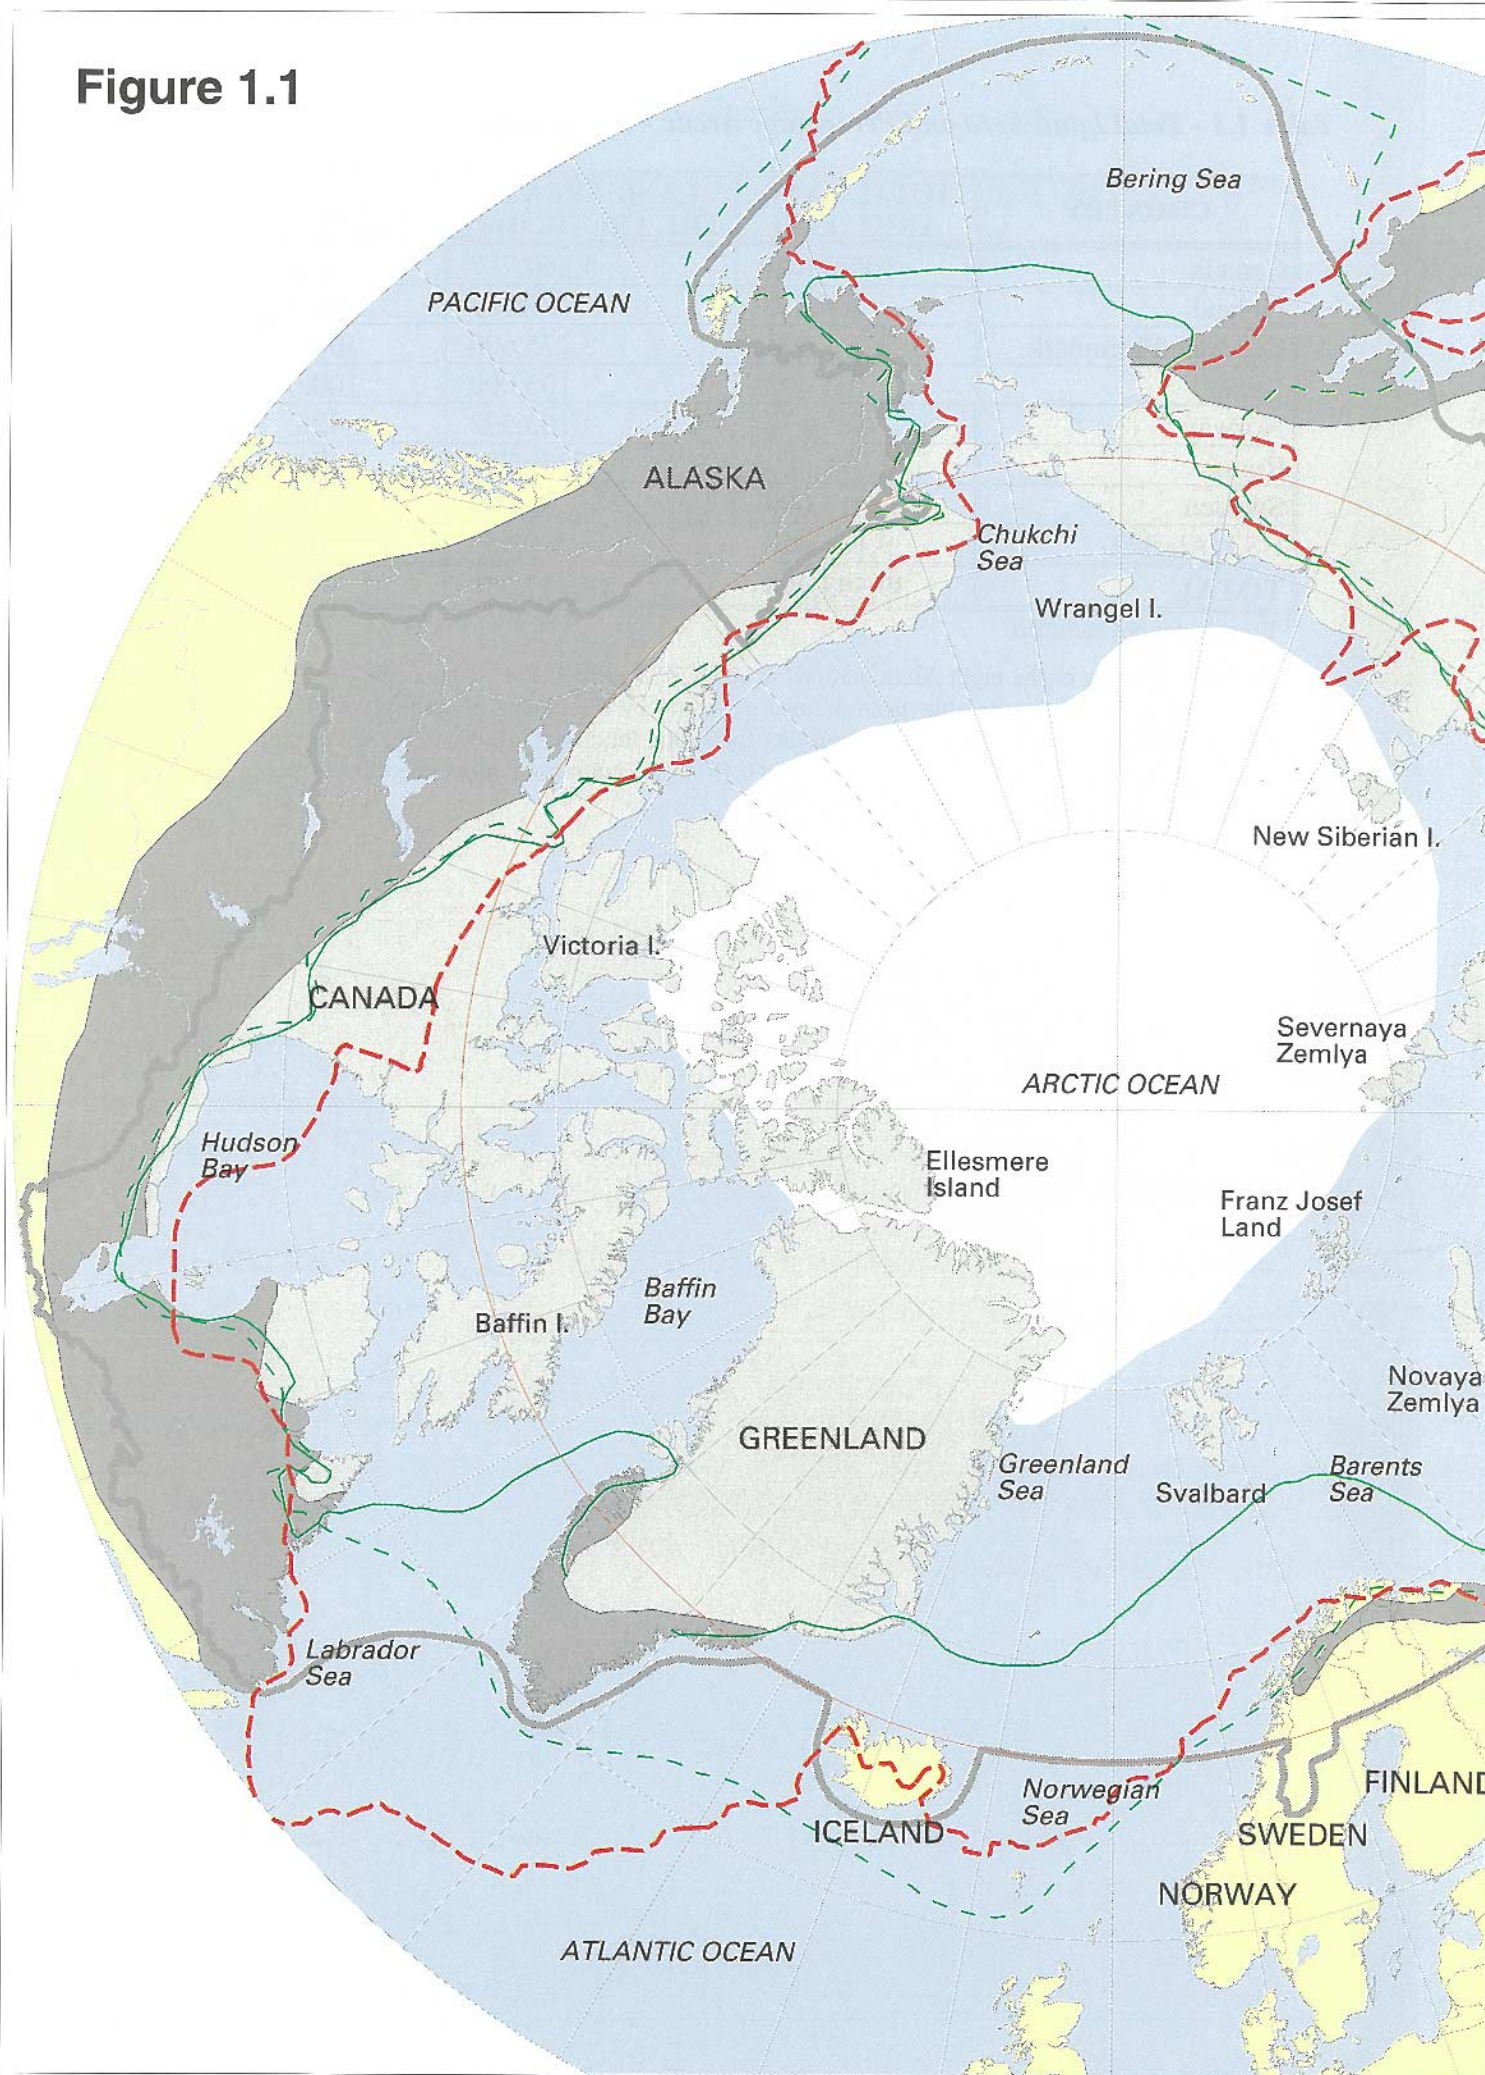 Figure 1.1
Bering Sea
PACIFIC OCEAN
ALASKA
Chukchi
Sea
Wrangel I.
New Siberian I.
Victoria I.
CANADA
Severnaya
Zemlya
ARCTIC OCEAN
Hudson
Bay
Ellesmere
Island
Franz Josef
Land
Baffin
Bay
Baffin I.
Novaya
Zemlya
GREENLAND
Greenland
Sea
Svalbard
Barents
Sea
Labrador
Sea
Norwegian
Sea
FINLAND
ICELAND
SWEDEN
NORWAY
ATLANTIC OCEAN